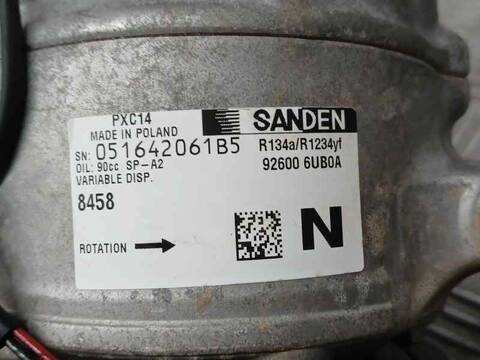 PXC14
MADE IN POLAND
SANDEN
SN: 051642061B5
R134a/R1234yf
OIL: 90cc SP-A2
92600 6UB0A
VARIABLE DISP.
8458
ROTATION
N